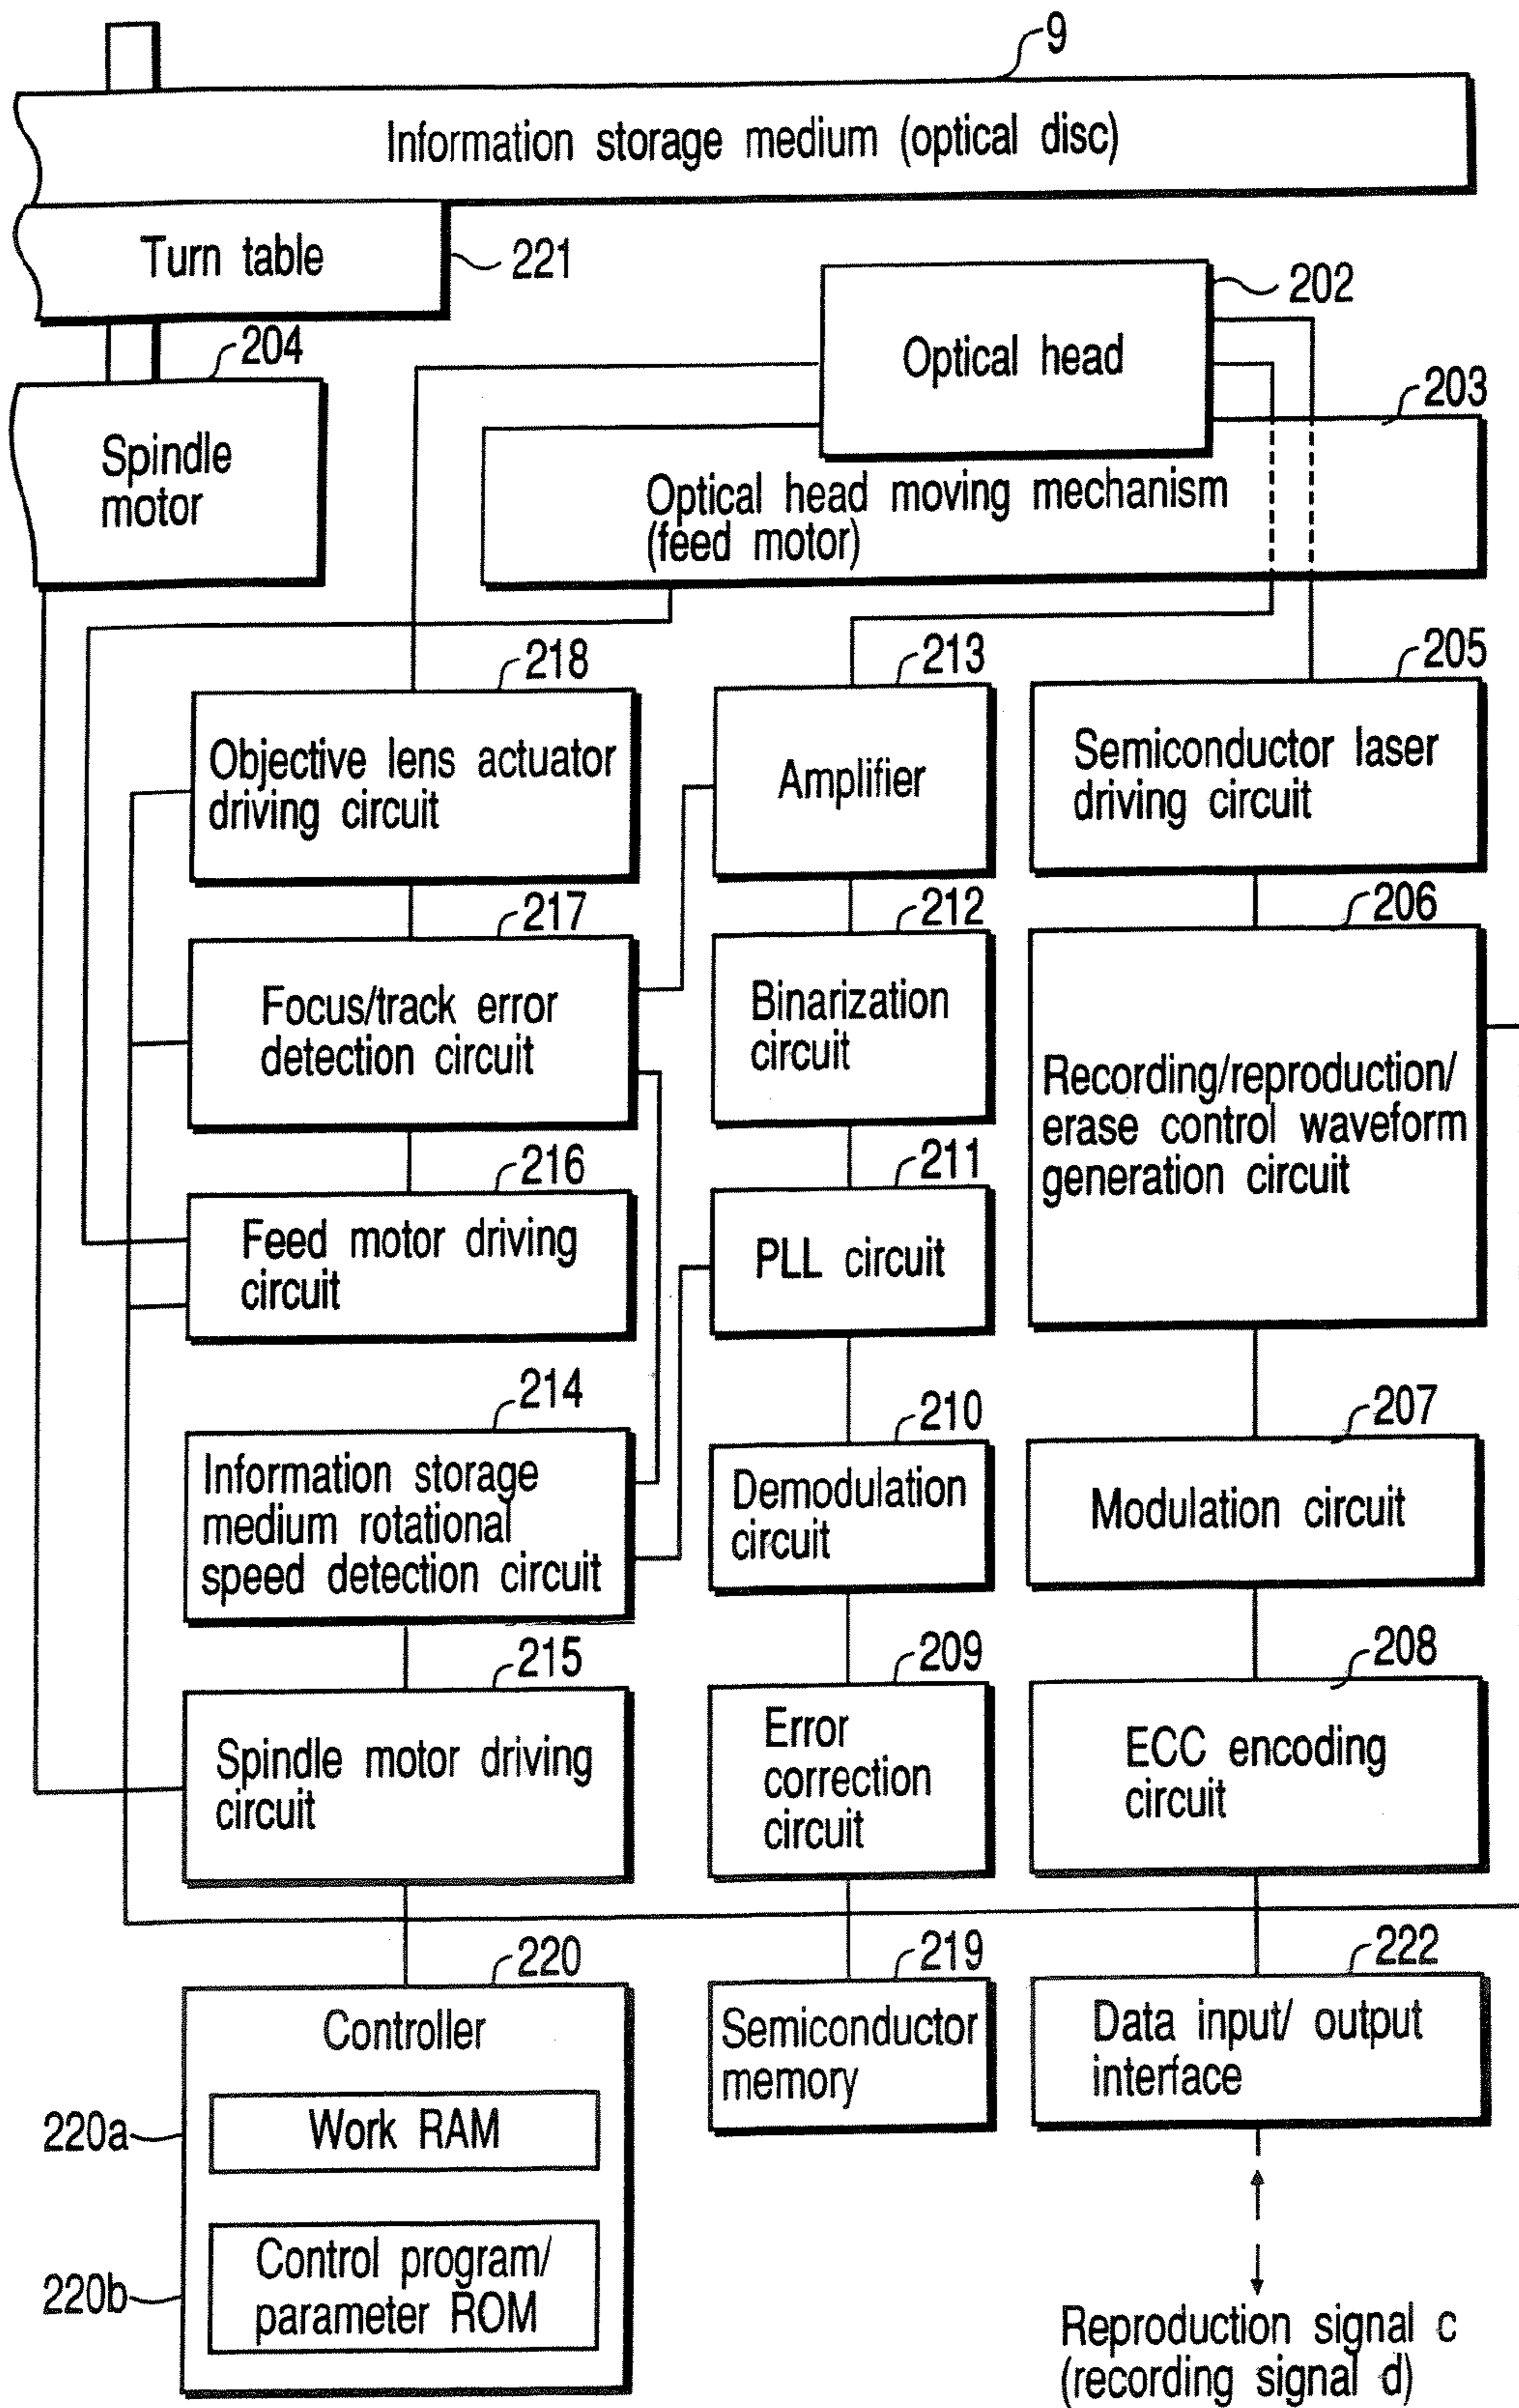 9
Information storage medium (optical disc)
Turn table
221
202
204
Optical head
203
Spindle
motor
Optical head moving mechanism
(feed motor)
218
213
205
Objective lens actuator
driving circuit
Amplifier
Semiconductor laser
driving circuit
217
212
206
Focus/track error
detection circuit
Binarization
circuit
Recording/reproduction/
erase control waveform
generation circuit
216
211
Feed motor driving
circuit
PLL circuit
214
210
207
Information storage
medium rotational
speed detection circuit
Demodulation
circuit
Modulation circuit
215
209
208
Spindle motor driving
circuit
Error
correction
circuit
ECC encoding
circuit
220
219
222
Controller
Semiconductor
memory
Data input/ output
interface
220a
Work RAM
220b
Control program/
parameter ROM
Reproduction signal c
(recording signal d)